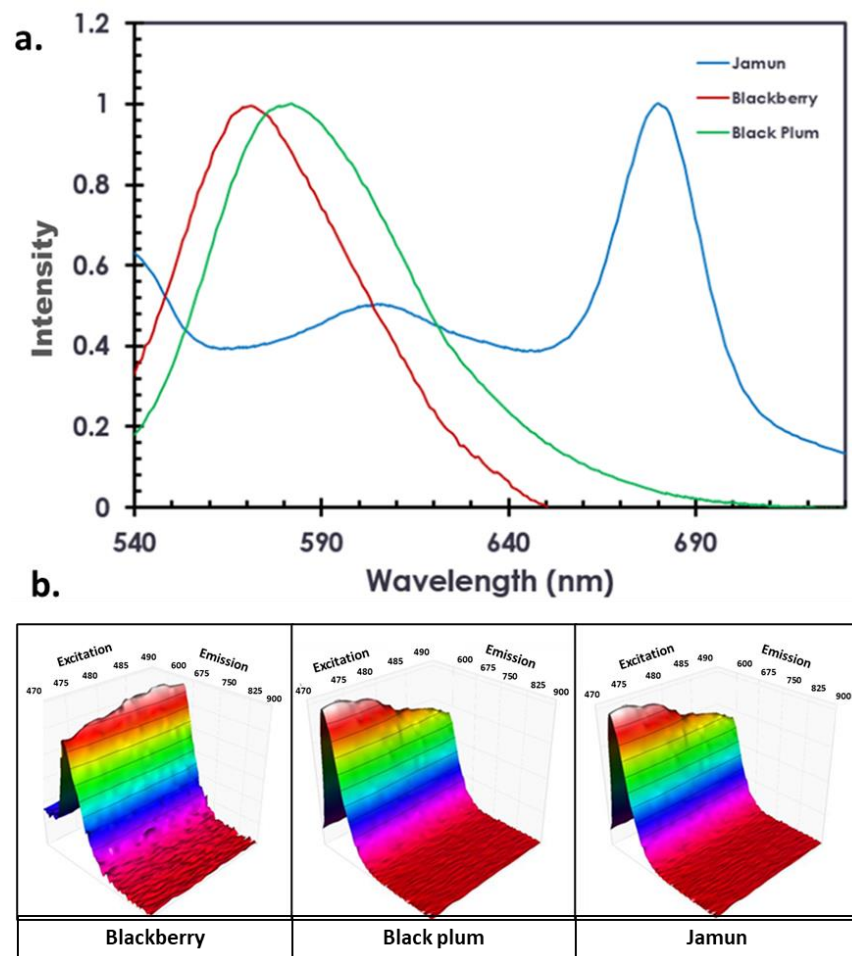 a.
1.2
1
0.8
0.6
0.4
0.2
0
Intensity
Jamun
Blackberry
Black Plum
540 590 640 690
Wavelength (nm)
b.
Excitation Emission
470 475 480 485 490 600 675 750 825 900
Excitation Emission
470 475 480 485 490 600 675 750 825 900
Excitation Emission
470 475 480 485 490 600 675 750 825 900
Blackberry Black plum Jamun